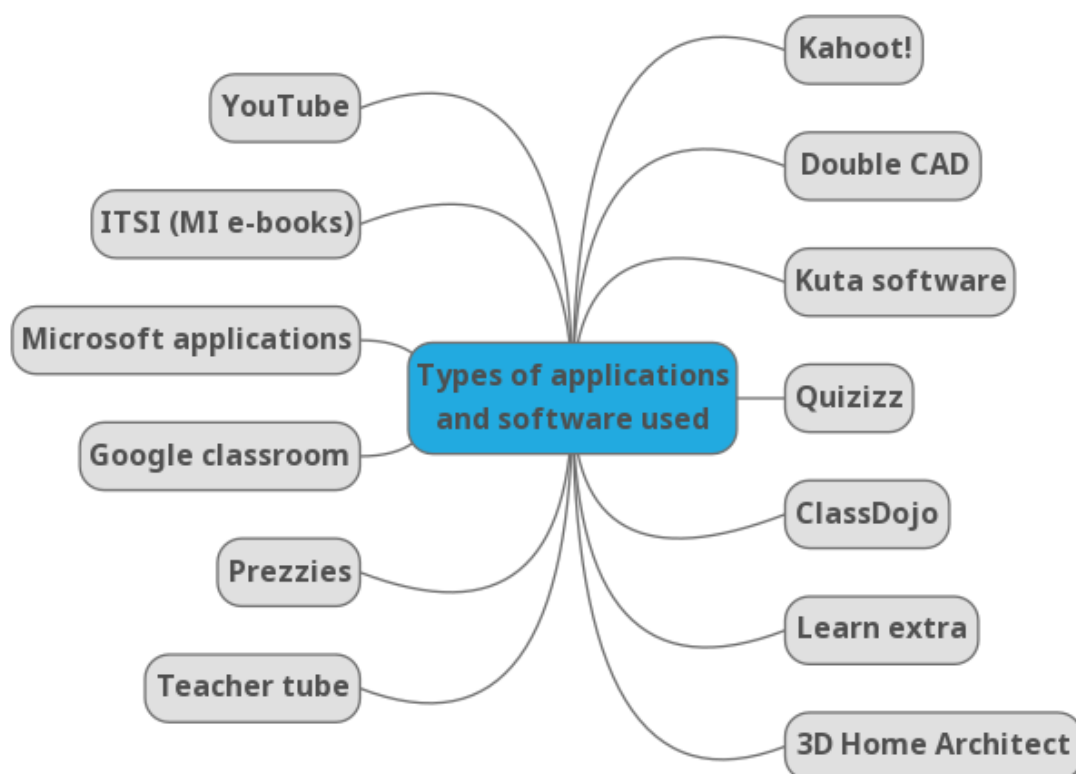 Types of applications
and software used
YouTube
ITSI (MI e-books)
Microsoft applications
Google classroom
Prezzies
Teacher tube
Kahoot!
Double CAD
Kuta software
Quizizz
ClassDojo
Learn extra
3D Home Architect